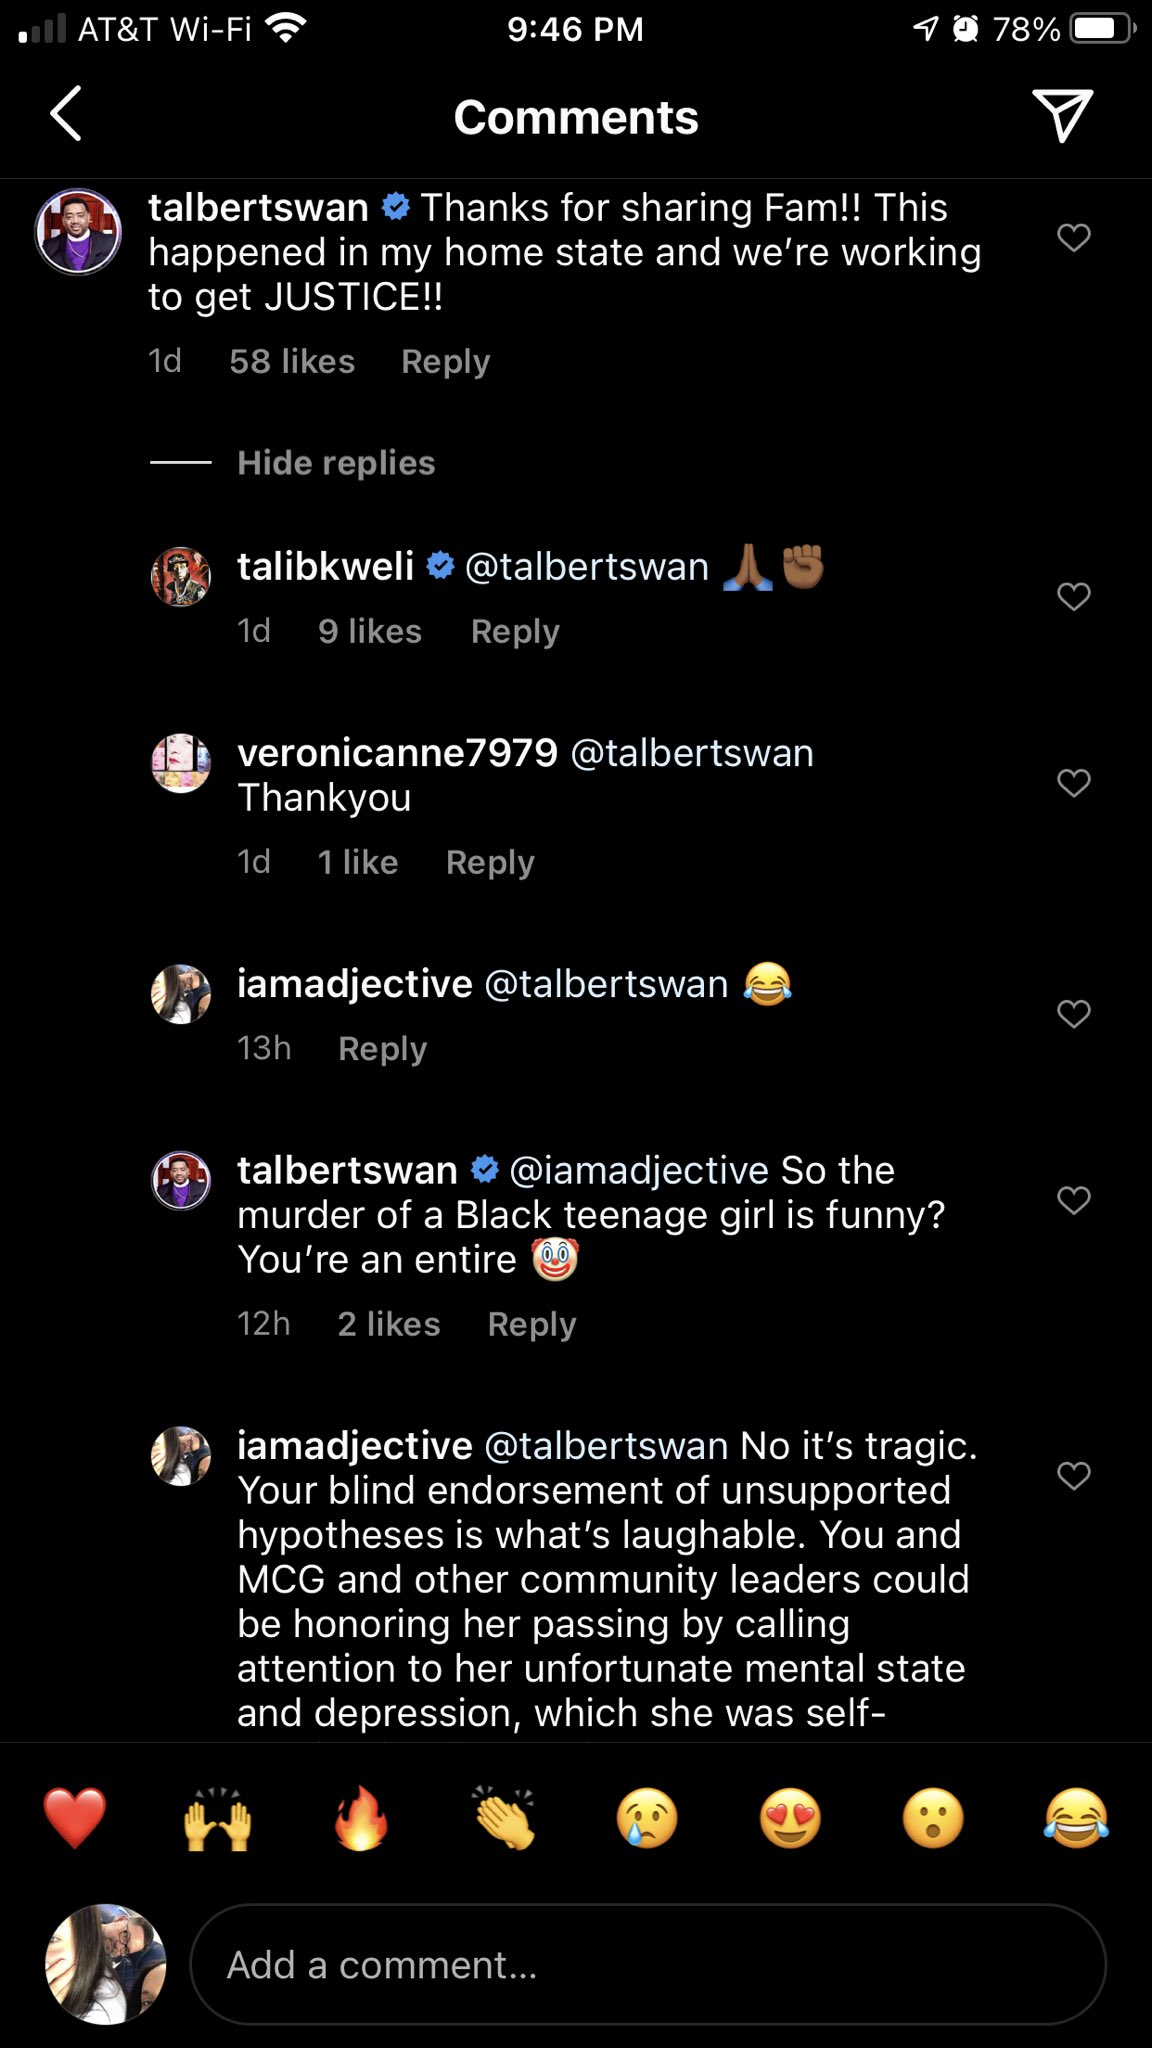 AT&T Wi-Fi 9:46 PM 78%
Comments
talbertswan Thanks for sharing Fam!! This
happened in my home state and we're working
to get JUSTICE!!
1d 58 likes Reply
Hide replies
talibkweli @talbertswan 🙏🏾✊🏾
1d 9 likes Reply
veronicanne7979 @talbertswan
Thankyou
1d 1 like Reply
iamadjective @talbertswan 😂
13h Reply
talbertswan @iamadjective So the
murder of a Black teenage girl is funny?
You're an entire 🤡
12h 2 likes Reply
iamadjective @talbertswan No it's tragic.
Your blind endorsement of unsupported
hypotheses is what's laughable. You and
MCG and other community leaders could
be honoring her passing by calling
attention to her unfortunate mental state
and depression, which she was self-
❤️ 🙌 🔥 👏 😢 😍 😮 😂
Add a comment...